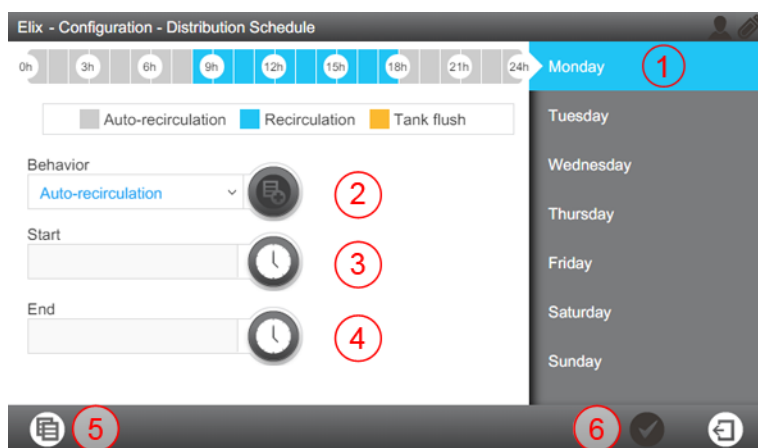 Elix - Configuration - Distribution Schedule
0h 3h 6h 9h 12h 15h 18h 21h 24h
Monday 1
Auto-recirculation Recirculation Tank flush
Tuesday
Behavior
Wednesday
Auto-recirculation 2
Thursday
Start
3
Friday
End
Saturday
4
Sunday
5 6